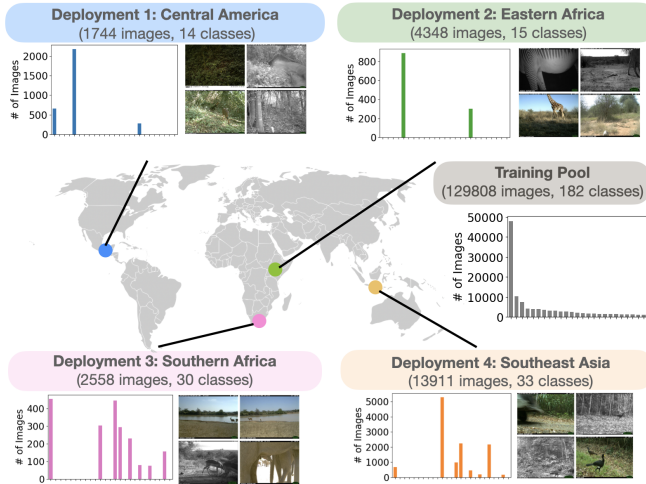 Deployment 1: Central America
(1744 images, 14 classes)
# of Images
2000
1500
1000
500
0
Deployment 2: Eastern Africa
(4348 images, 15 classes)
# of Images
800
600
400
200
0
Training Pool
(129808 images, 182 classes)
# of Images
50000
40000
30000
20000
10000
0
Deployment 3: Southern Africa
(2558 images, 30 classes)
# of Images
400
300
200
100
0
Deployment 4: Southeast Asia
(13911 images, 33 classes)
# of Images
5000
4000
3000
2000
1000
0